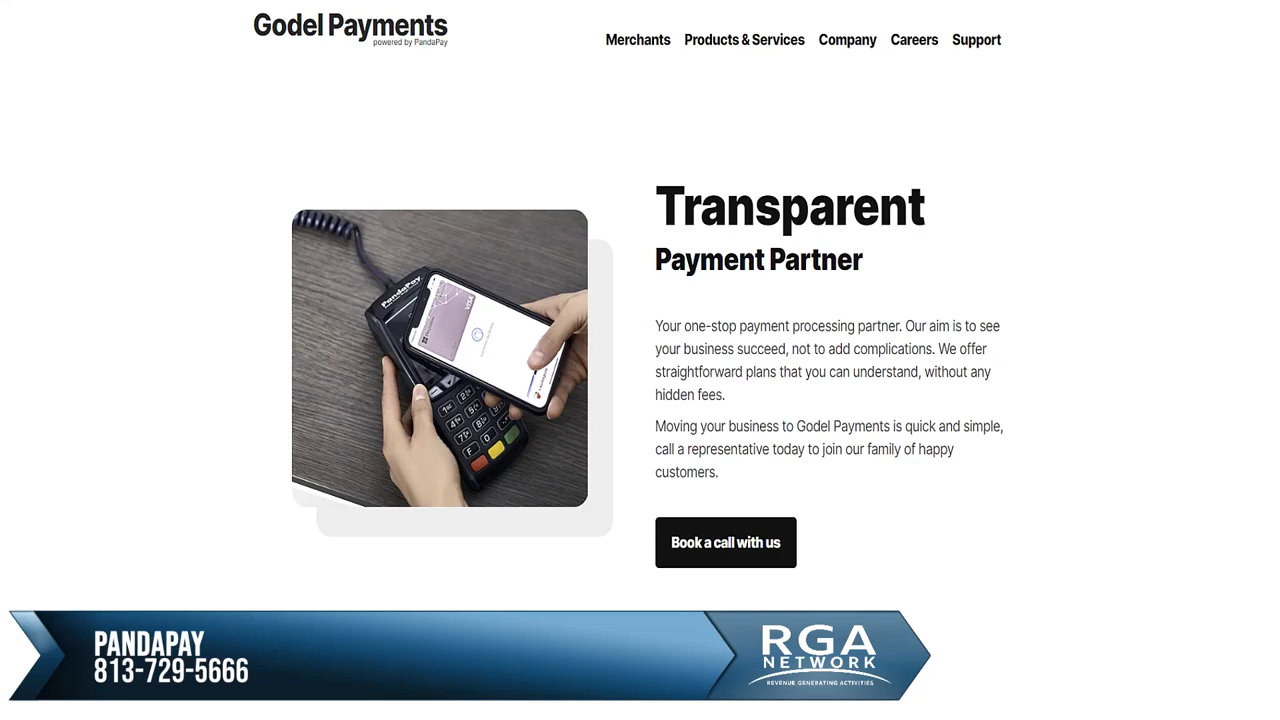 Godel Payments
powered by PandaPay
Merchants Products & Services Company Careers Support
Transparent
Payment Partner
Your one-stop payment processing partner. Our aim is to see
your business succeed, not to add complications. We offer
straightforward plans that you can understand, without any
hidden fees.
Moving your business to Godel Payments is quick and simple,
call a representative today to join our family of happy
customers.
Book a call with us
PandaPay
VISA
PANDAPAY
813-729-5666
RGA
NETWORK
REVENUE GENERATING ACTIVITIES